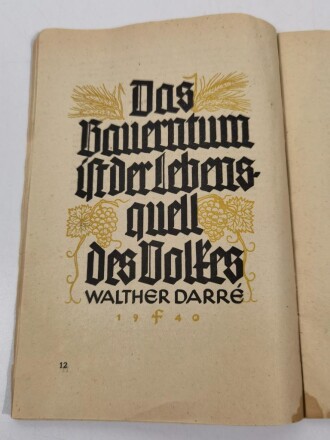 Das
Bauerntum
ist der Lebens-
quell
des Volkes
WALTHER DARRÉ
1940
12